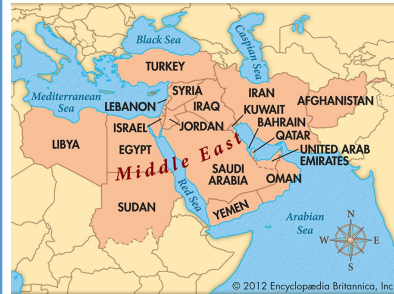 Black Sea
Caspian Sea
TURKEY
Mediterranean
Sea
SYRIA
LEBANON
IRAQ
IRAN
AFGHANISTAN
KUWAIT
BAHRAIN
QATAR
ISRAEL
JORDAN
LIBYA
EGYPT
UNITED ARAB
EMIRATES
Middle East
SAUDI
ARABIA
OMAN
Red Sea
SUDAN
YEMEN
Arabian
Sea
N
W
E
S
© 2012 Encyclopædia Britannica, Inc